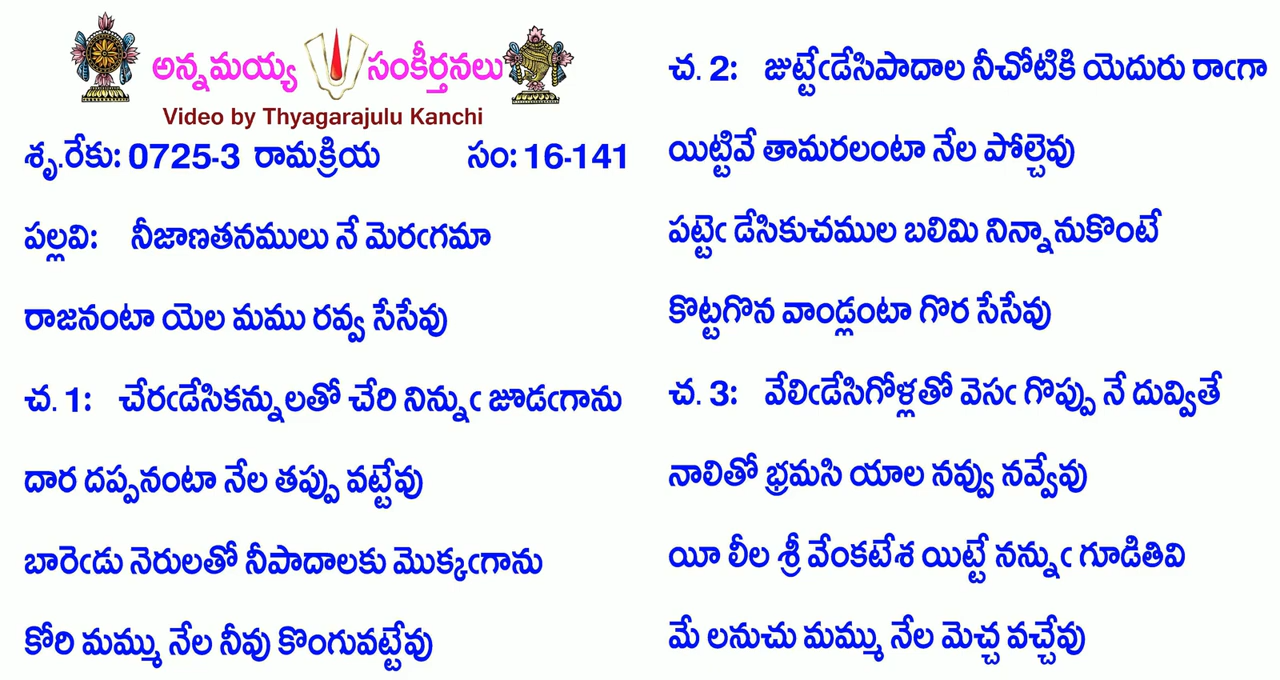 అన్నమయ్య సంకీర్తనలు
Video by Thyagarajulu Kanchi
శృ.రేకు: 0725-3 రామక్రియ సం: 16-141
పల్లవి: నీజాణతనములు నే మెరఁగమా
రాజనంటా యెల మము రవ్వ సేసేవు
చ. 1: చేరఁడేసికన్నులతో చేరి నిన్నుఁ జూడఁగాను
దార దప్పనంటా నేల తప్పు వట్టేవు
బారెఁడు నెరులతో నీపాదాలకు మొక్కఁగాను
కోరి మమ్ము నేల నీవు కొంగువట్టేవు
చ. 2: జుట్టేఁడేసిపాదాల నీచోటికి యెదురు రాఁగా
యిట్టివే తామరలంటా నేల పోల్చెవు
పట్టెఁ డేసికుచముల బలిమి నిన్నానుకొంటే
కొట్టగొన వాండ్లంటా గొర సేసేవు
చ. 3: వేలిఁడేసిగోళ్లతో వెసఁ గొప్పు నే దువ్వితే
నాలితో భ్రమసి యాల నవ్వు నవ్వేవు
యీ లీల శ్రీ వేంకటేశ యిట్టే నన్నుఁ గూడితివి
మే లనుచు మమ్ము నేల మెచ్చ వచ్చేవు